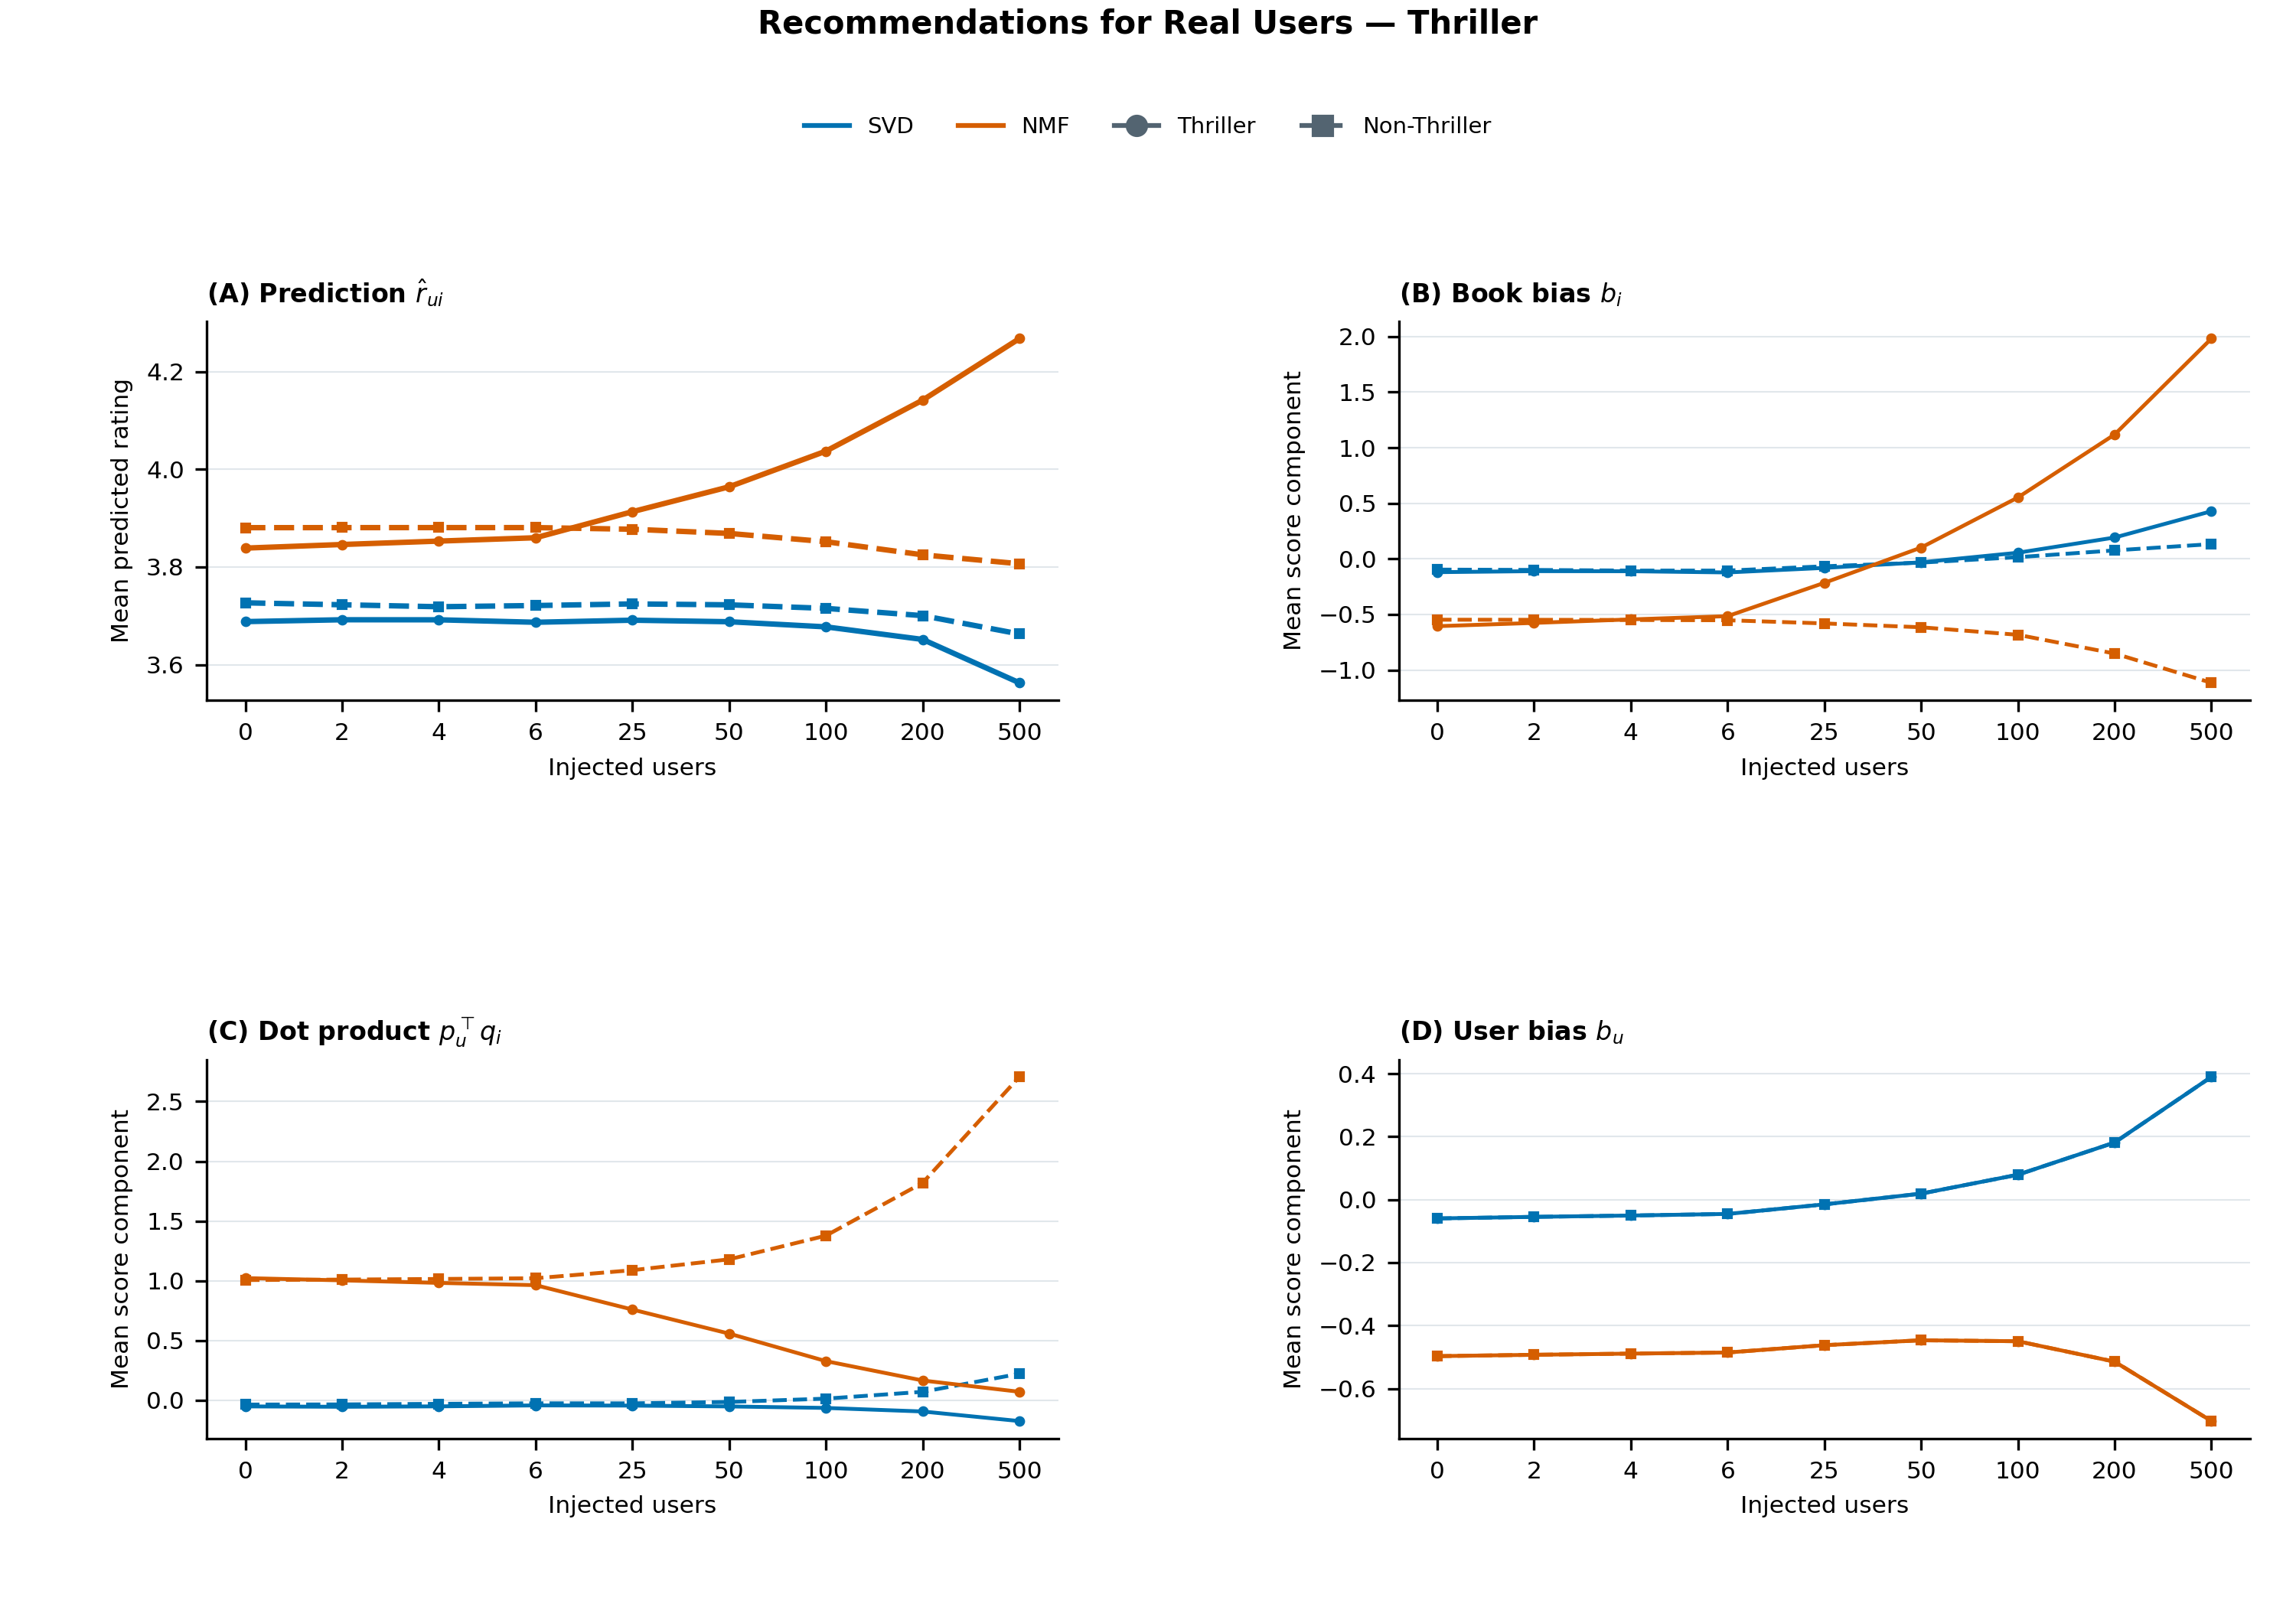 Recommendations for Real Users — Thriller
SVD NMF Thriller Non-Thriller
(A) Prediction r̂ui
Mean predicted rating
4.2
4.0
3.8
3.6
0 2 4 6 25 50 100 200 500
Injected users
(B) Book bias bi
Mean score component
2.0
1.5
1.0
0.5
0.0
−0.5
−1.0
0 2 4 6 25 50 100 200 500
Injected users
(C) Dot product pu⊤qi
Mean score component
2.5
2.0
1.5
1.0
0.5
0.0
0 2 4 6 25 50 100 200 500
Injected users
(D) User bias bu
Mean score component
0.4
0.2
0.0
−0.2
−0.4
−0.6
0 2 4 6 25 50 100 200 500
Injected users